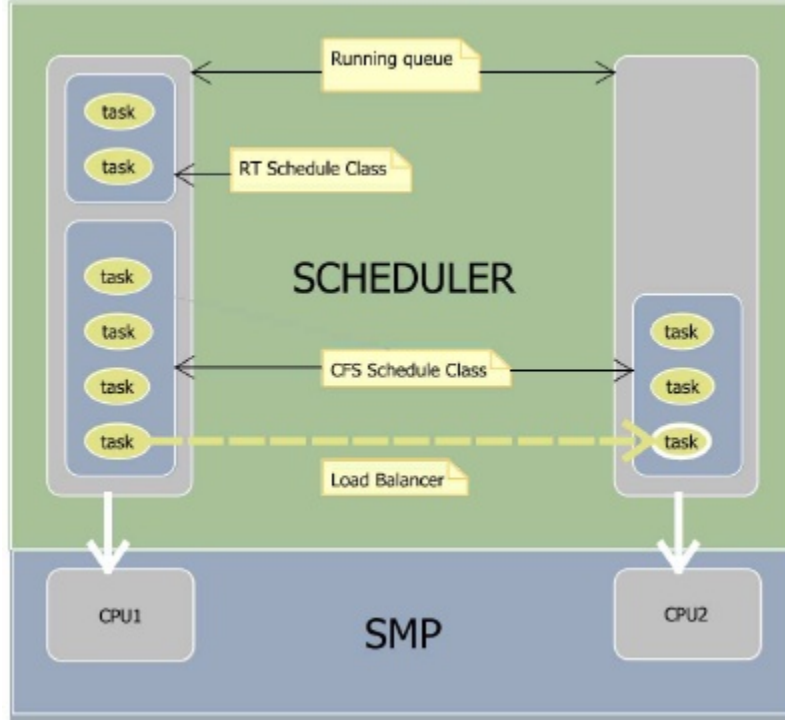 Running queue
task
task
RT Schedule Class
task
SCHEDULER
task
task
task
CFS Schedule Class
task
task
task
task
Load Balancer
CPU1
CPU2
SMP